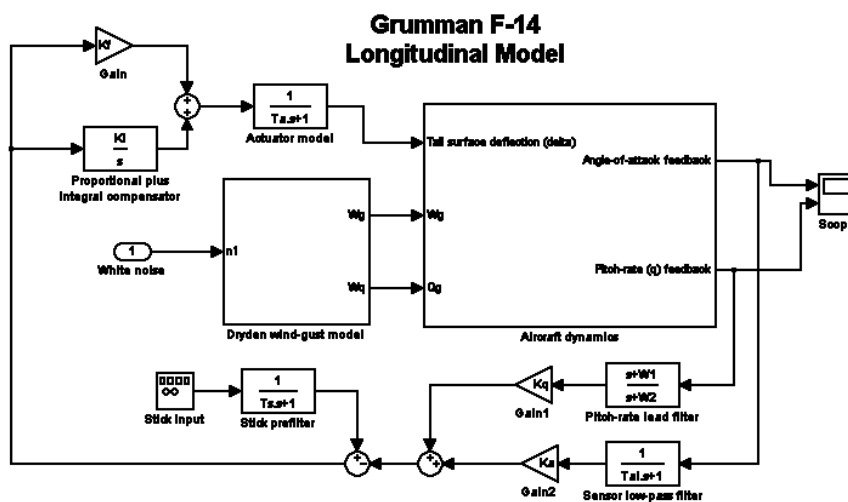 Grumman F-14
Longitudinal Model
Kf
Gain
+
+
1
Ta.s+1
Actuator model
Ki
s
Proportional plus
integral compensator
Tail surface deflection (delta)
Angle-of-attack feedback
Scope
1
White noise
n1
Wg
Wq
Dryden wind-gust model
Wg
Qg
Pitch-rate (q) feedback
Aircraft dynamics
Stick input
1
Ts.s+1
Stick prefilter
Kq
Gain1
s+W1
s+W2
Pitch-rate lead filter
+
-
+
+
Ka
Gain2
1
Tal.s+1
Sensor low-pass filter